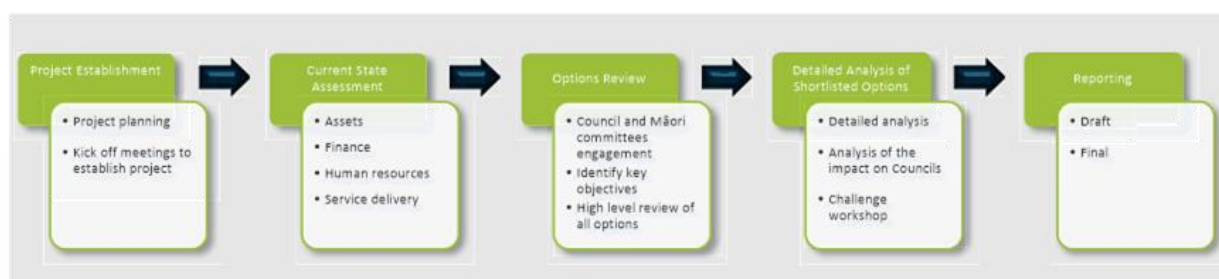 Project Establishment
• Project planning
• Kick off meetings to
establish project
Current State
Assessment
• Assets
• Finance
• Human resources
• Service delivery
Options Review
• Council and Māori
committees
engagement
• Identify key
objectives
• High level review of
all options
Detailed Analysis of
Shortlisted Options
• Detailed analysis
• Analysis of the
impact on Councils
• Challenge
workshop
Reporting
• Draft
• Final